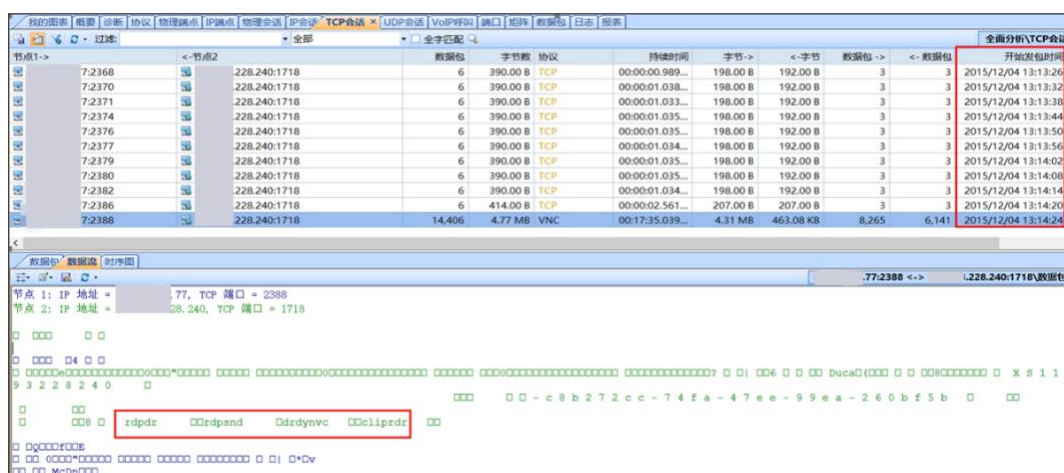 我的图表 概要 诊断 协议 物理端点 IP端点 物理会话 IP会话 TCP会话 × UDP会话 VoIP呼叫 端口 矩阵 数据包 日志 报表
过滤: 全部 全字匹配 全面分析\TCP会话
节点1-> <-节点2 数据包 字节数 协议 持续时间 字节-> <-字节 数据包 -> <- 数据包 开始发包时间
7:2368 .228.240:1718 6 390.00 B TCP 00:00:00.989... 198.00 B 192.00 B 3 3 2015/12/04 13:13:26
7:2370 .228.240:1718 6 390.00 B TCP 00:00:01.038... 198.00 B 192.00 B 3 3 2015/12/04 13:13:32
7:2371 .228.240:1718 6 390.00 B TCP 00:00:01.033... 198.00 B 192.00 B 3 3 2015/12/04 13:13:38
7:2374 .228.240:1718 6 390.00 B TCP 00:00:01.035... 198.00 B 192.00 B 3 3 2015/12/04 13:13:44
7:2376 .228.240:1718 6 390.00 B TCP 00:00:01.035... 198.00 B 192.00 B 3 3 2015/12/04 13:13:50
7:2377 .228.240:1718 6 390.00 B TCP 00:00:01.034... 198.00 B 192.00 B 3 3 2015/12/04 13:13:56
7:2379 .228.240:1718 6 390.00 B TCP 00:00:01.034... 198.00 B 192.00 B 3 3 2015/12/04 13:14:02
7:2380 .228.240:1718 6 390.00 B TCP 00:00:01.035... 198.00 B 192.00 B 3 3 2015/12/04 13:14:08
7:2382 .228.240:1718 6 390.00 B TCP 00:00:01.034... 198.00 B 192.00 B 3 3 2015/12/04 13:14:14
7:2386 .228.240:1718 6 414.00 B TCP 00:00:02.561... 207.00 B 207.00 B 3 3 2015/12/04 13:14:20
7:2388 .228.240:1718 14,406 4.77 MB VNC 00:17:35.039... 4.31 MB 463.08 KB 8,265 6,141 2015/12/04 13:14:24
数据包 数据流 时序图
.77:2388 <-> .228.240:1718\数据包
节点 1: IP 地址 = .77, TCP 端口 = 2388
节点 2: IP 地址 = 28.240, TCP 端口 = 1718
Duca X S 1 1
9 3 2 2 8 2 4 0
- c 8 b 2 7 2 c c - 7 4 f a - 4 7 e e - 9 9 e a - 2 6 0 b f 5 b
rdpdr rdpsnd drdynvc cliprdr
McDn